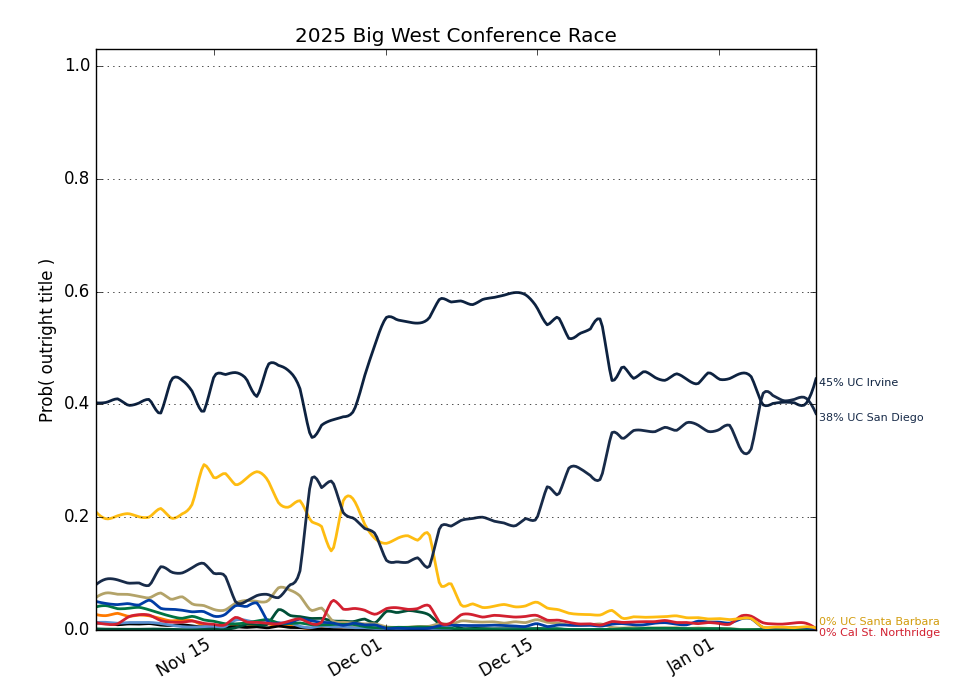 2025 Big West Conference Race
Prob( outright title )
1.0
0.8
0.6
0.4
0.2
0.0
Nov 15
Dec 01
Dec 15
Jan 01
45% UC Irvine
38% UC San Diego
0% UC Santa Barbara
0% Cal St. Northridge